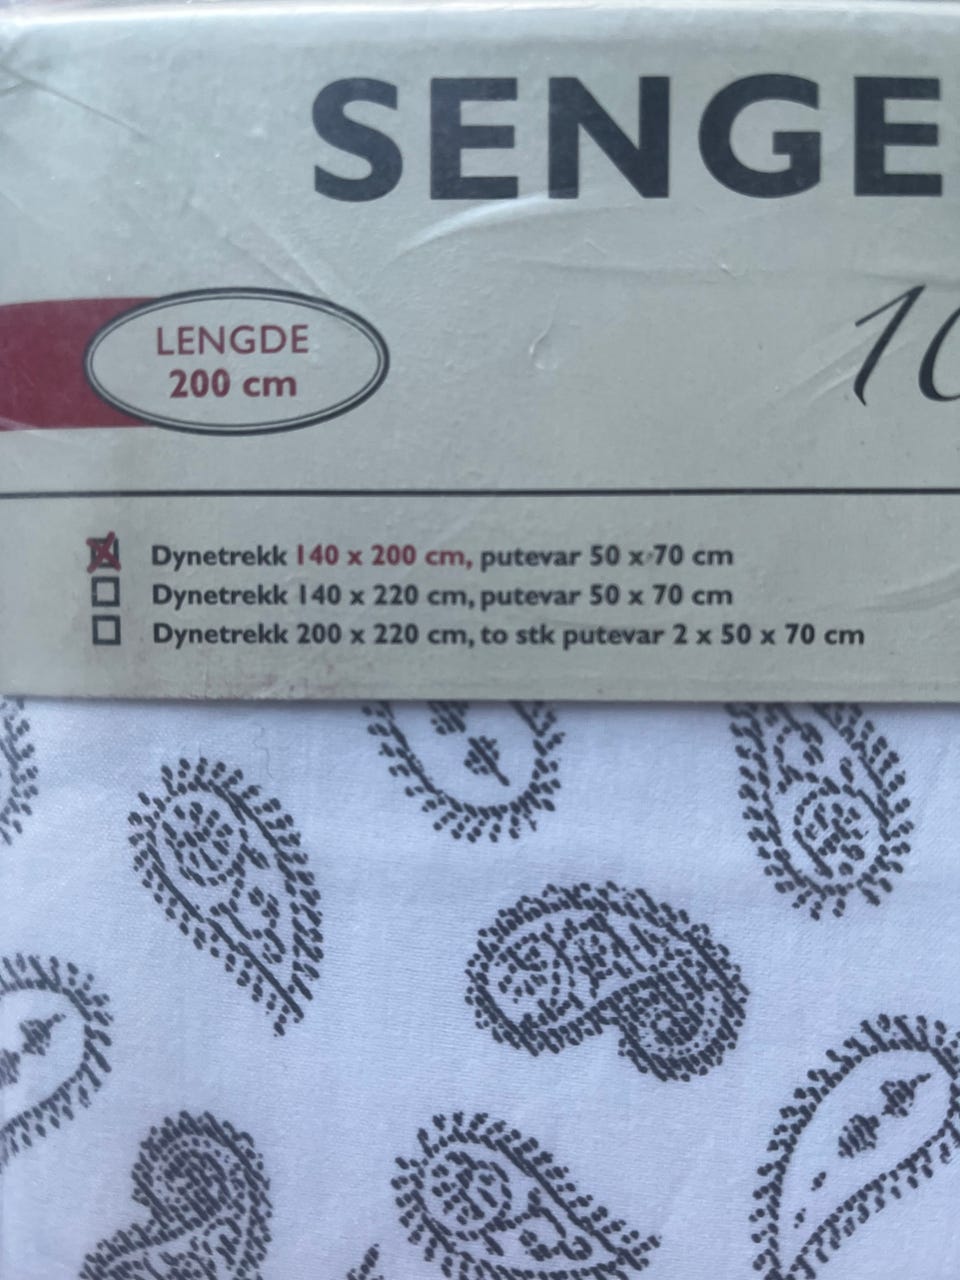 SENGE
LENGDE
200 cm
10
Dynetrekk 140 x 200 cm, putevar 50 x 70 cm
Dynetrekk 140 x 220 cm, putevar 50 x 70 cm
Dynetrekk 200 x 220 cm, to stk putevar 2 x 50 x 70 cm